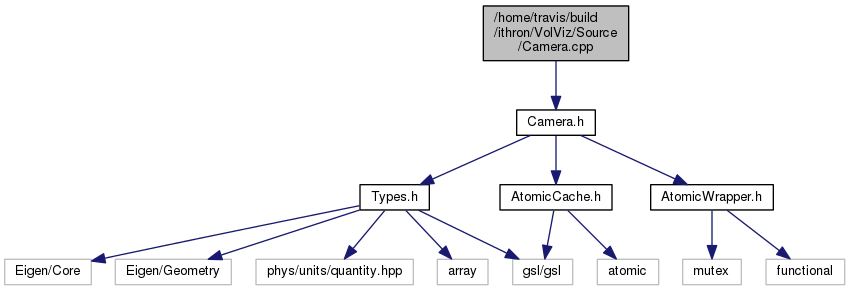 /home/travis/build
/ithron/VolViz/Source
/Camera.cpp
Camera.h
Types.h
AtomicCache.h
AtomicWrapper.h
Eigen/Core
Eigen/Geometry
phys/units/quantity.hpp
array
gsl/gsl
atomic
mutex
functional